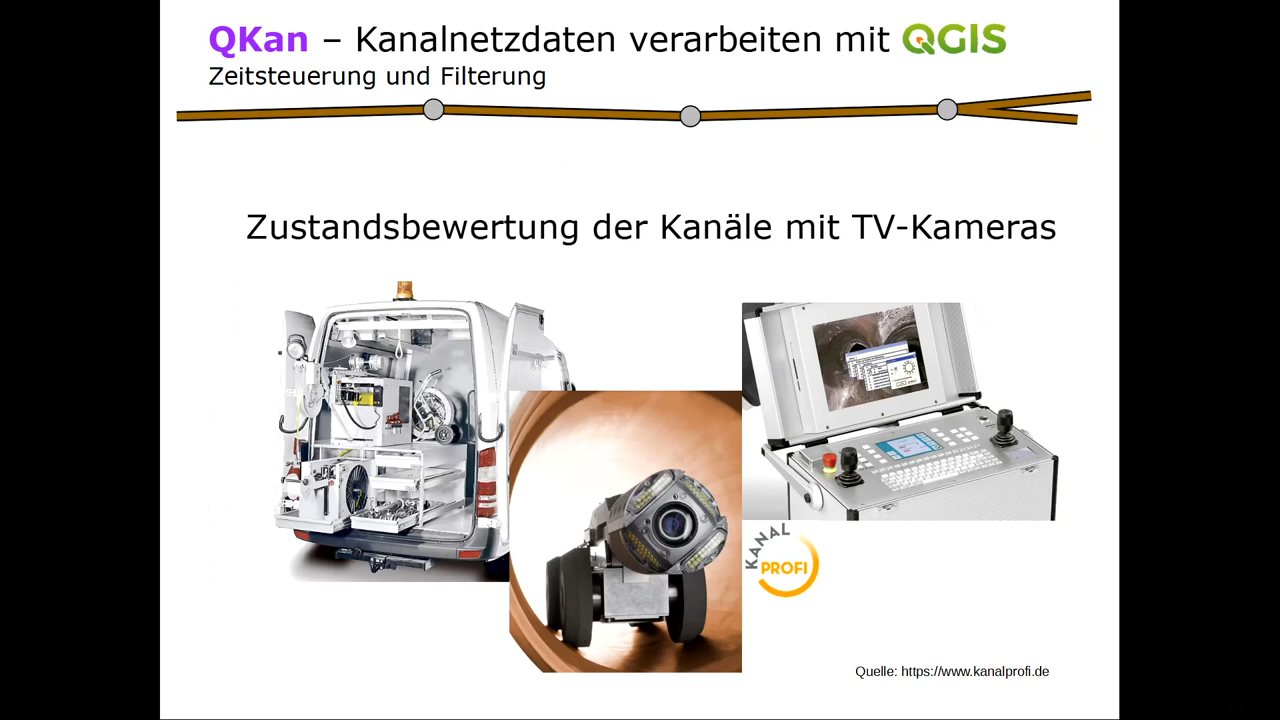 QKan – Kanalnetzdaten verarbeiten mit QGIS
Zeitsteuerung und Filterung
Zustandsbewertung der Kanäle mit TV-Kameras
KANAL
PROFI
Quelle: https://www.kanalprofi.de